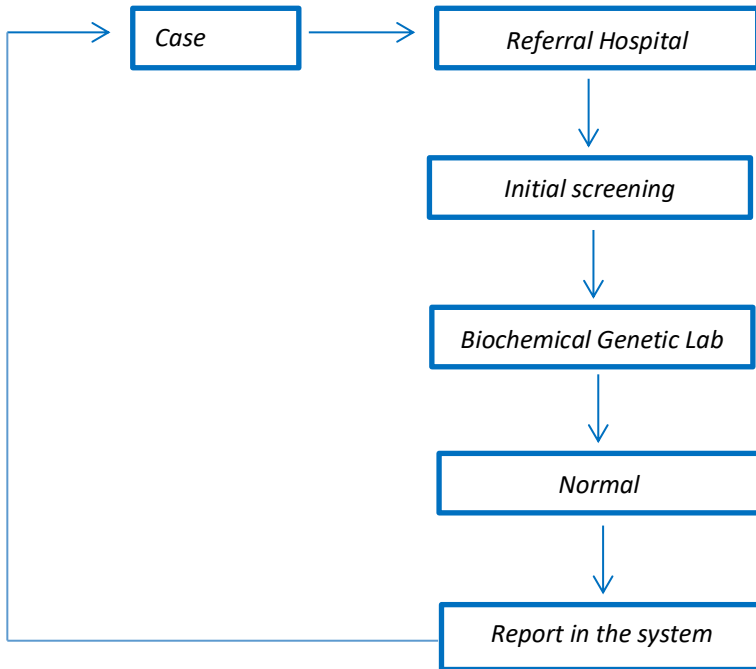 Case
Referral Hospital
Initial screening
Biochemical Genetic Lab
Normal
Report in the system